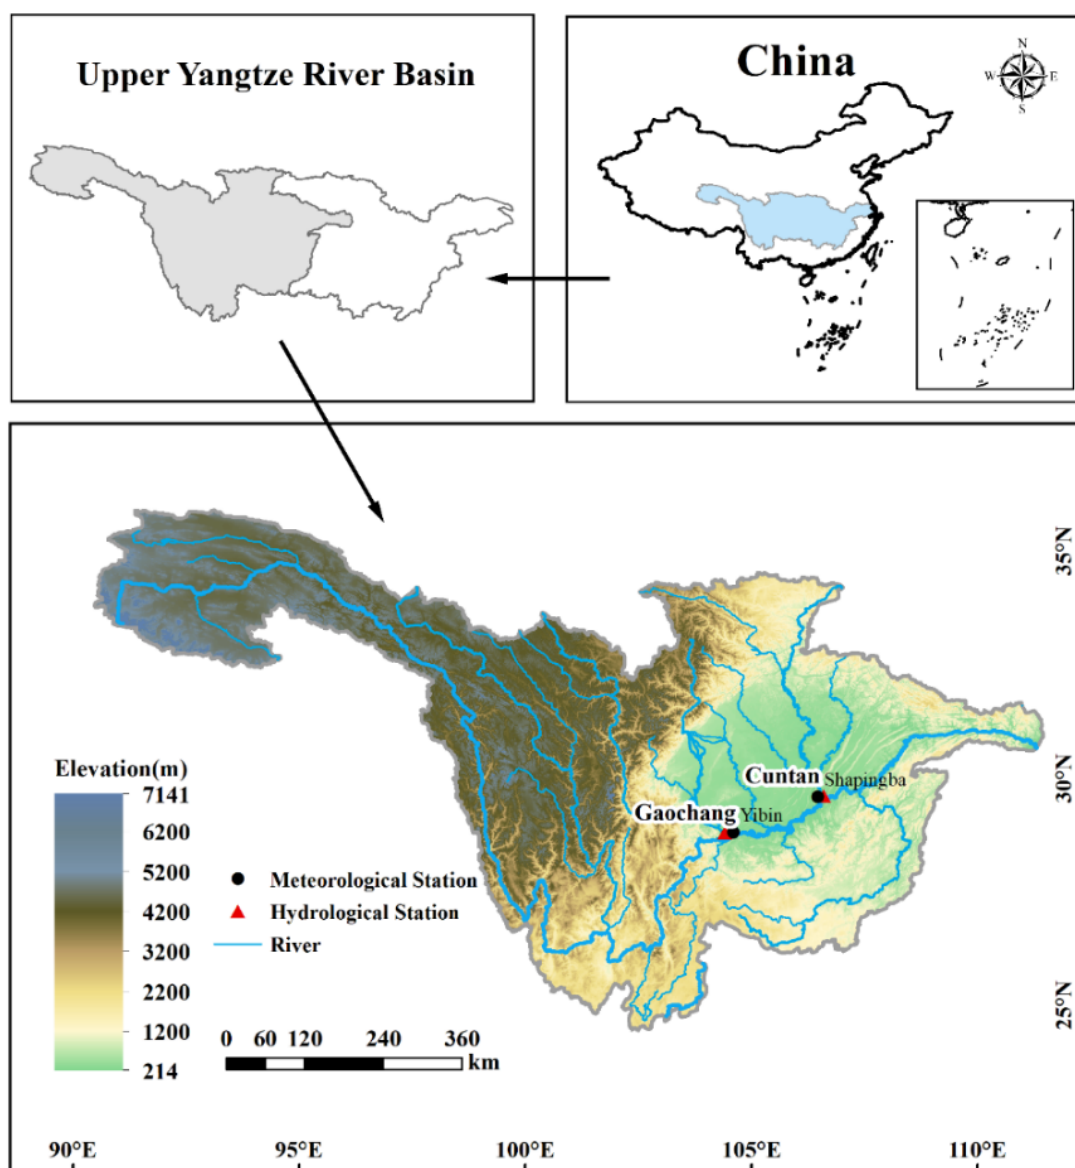 Upper Yangtze River Basin
China
N
W
E
S
35°N
30°N
25°N
Cuntan
Shapingba
Gaochang
Yibin
Elevation(m)
7141
6200
5200
4200
3200
2200
1200
214
Meteorological Station
Hydrological Station
River
0 60 120 240 360
km
90°E 95°E 100°E 105°E 110°E